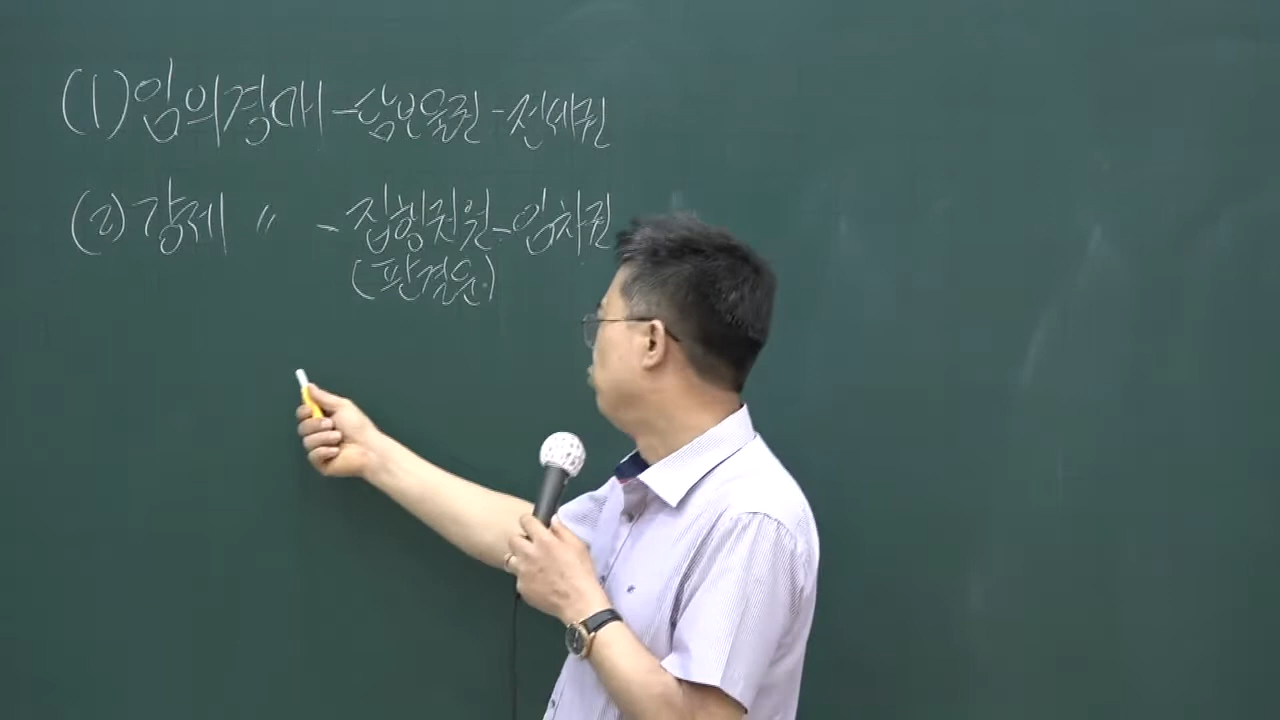 (1) 임의경매 - 담보물권 - 전세권
(2) 강제 〃 - 집행권원 - 임차권
(판결문)